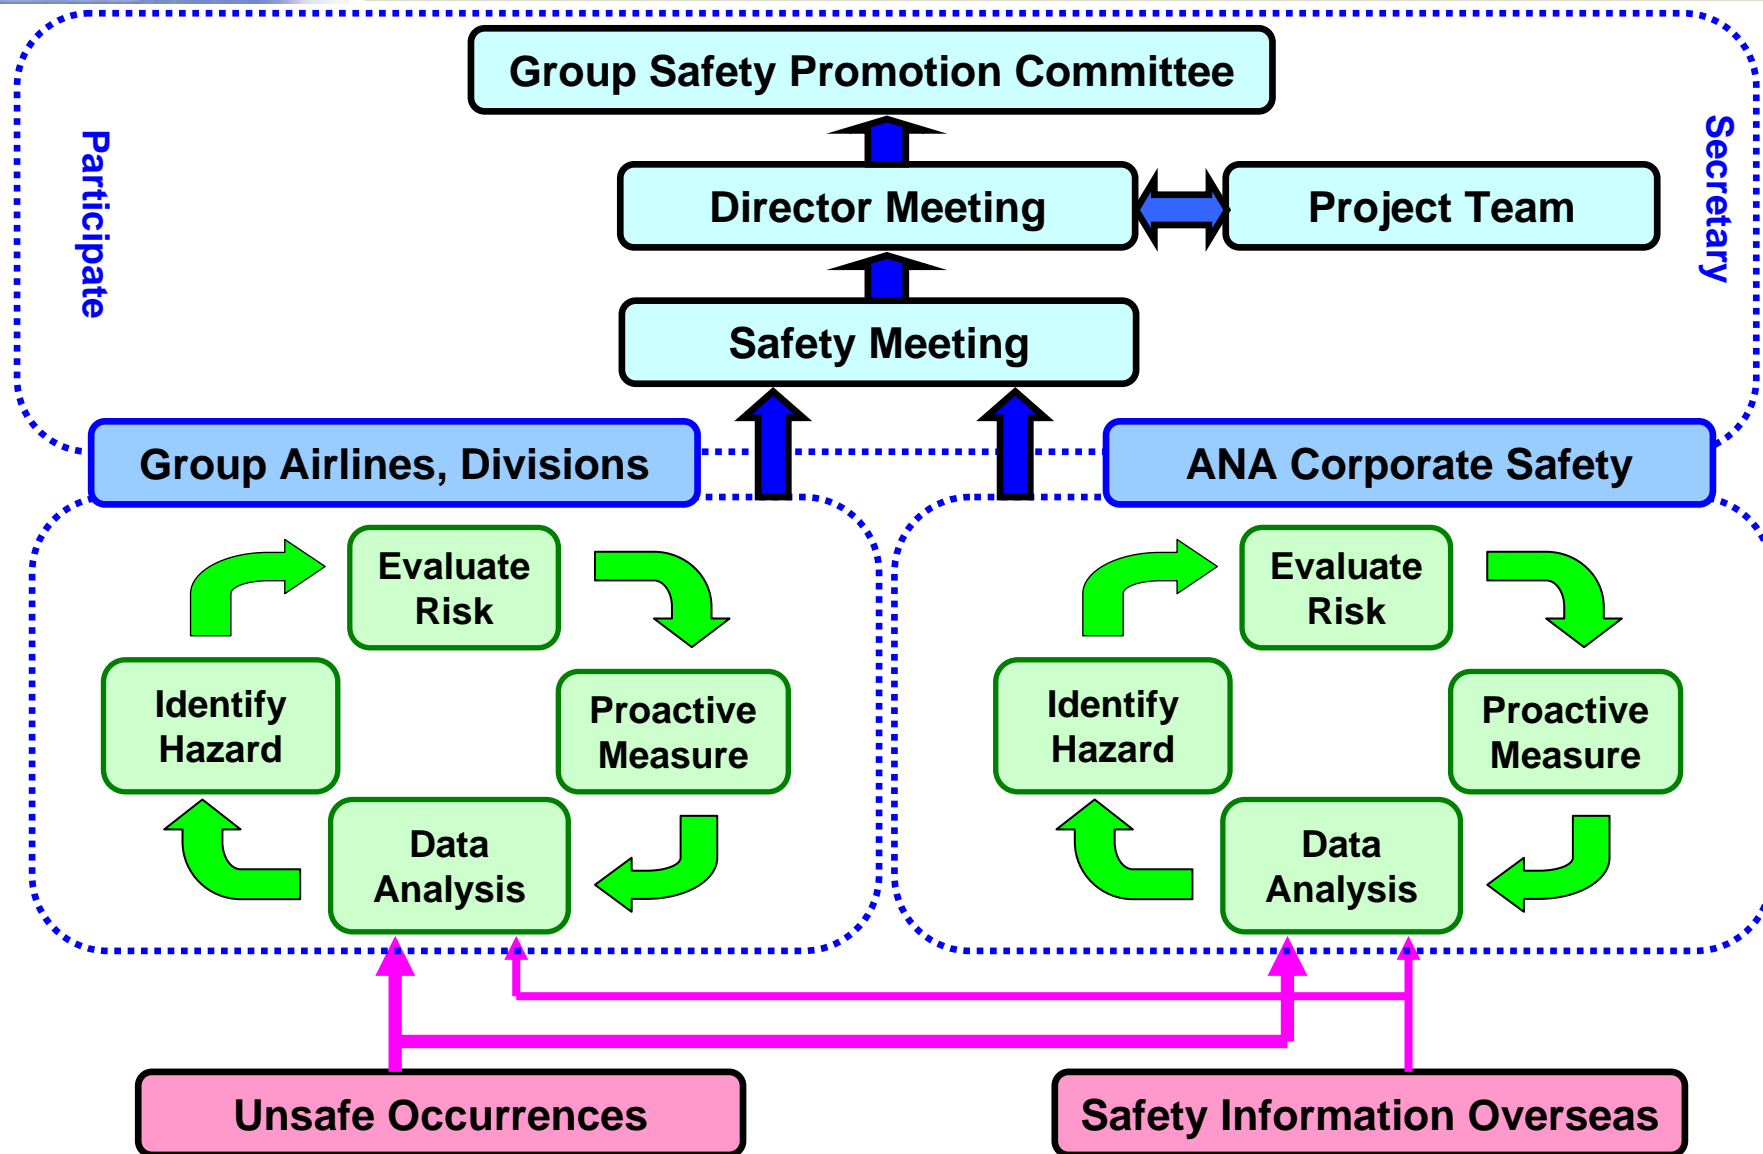 Group Safety Promotion Committee
Participate
Secretary
Director Meeting
Project Team
Safety Meeting
Group Airlines, Divisions
ANA Corporate Safety
Evaluate
Risk
Identify
Hazard
Proactive
Measure
Data
Analysis
Evaluate
Risk
Identify
Hazard
Proactive
Measure
Data
Analysis
Unsafe Occurrences
Safety Information Overseas